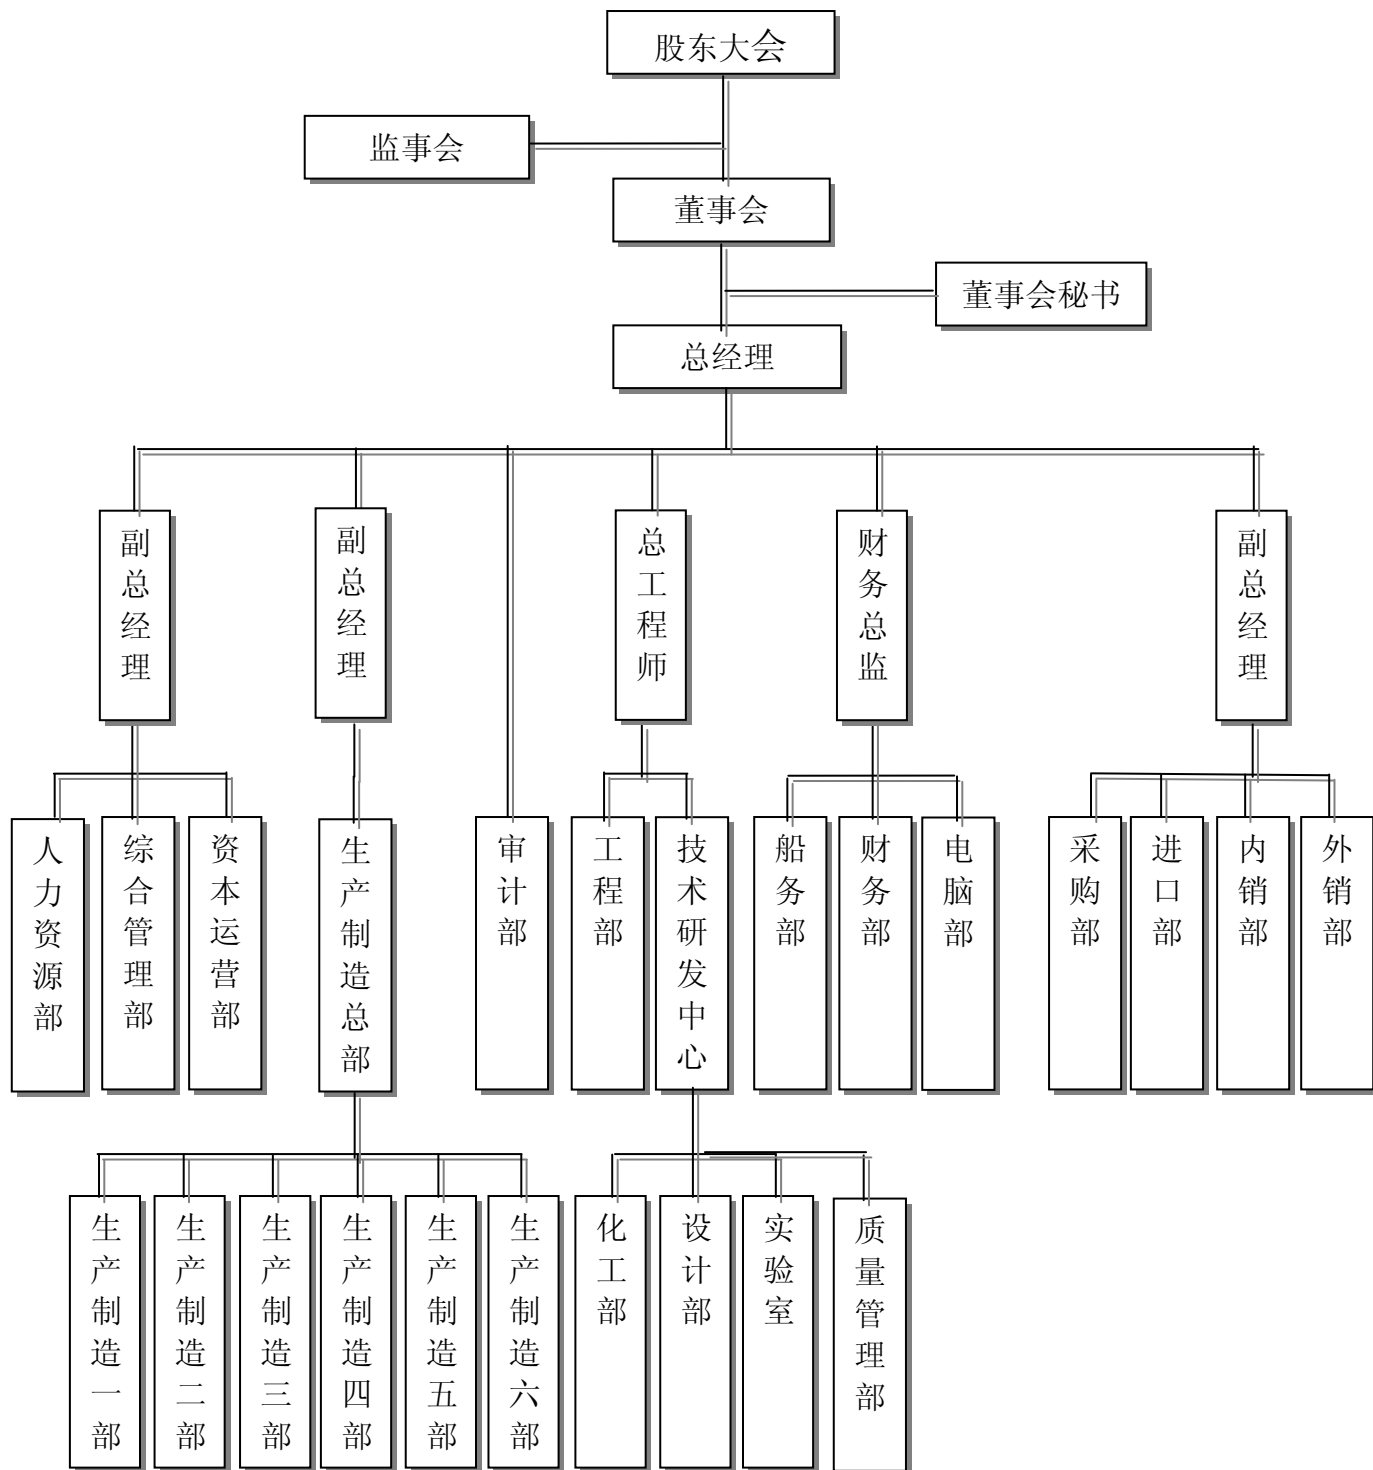 股东大会
监事会
董事会
董事会秘书
总经理
副总经理
副总经理
总工程师
财务总监
副总经理
人力资源部
综合管理部
资本运营部
生产制造总部
审计部
工程部
技术研发中心
船务部
财务部
电脑部
采购部
进口部
内销部
外销部
生产制造一部
生产制造二部
生产制造三部
生产制造四部
生产制造五部
生产制造六部
化工部
设计部
实验室
质量管理部